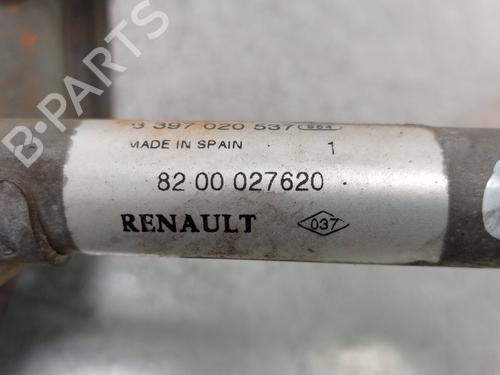 3 397 020 537
MADE IN SPAIN 1
82 00 027620
RENAULT 037
B-PARTS